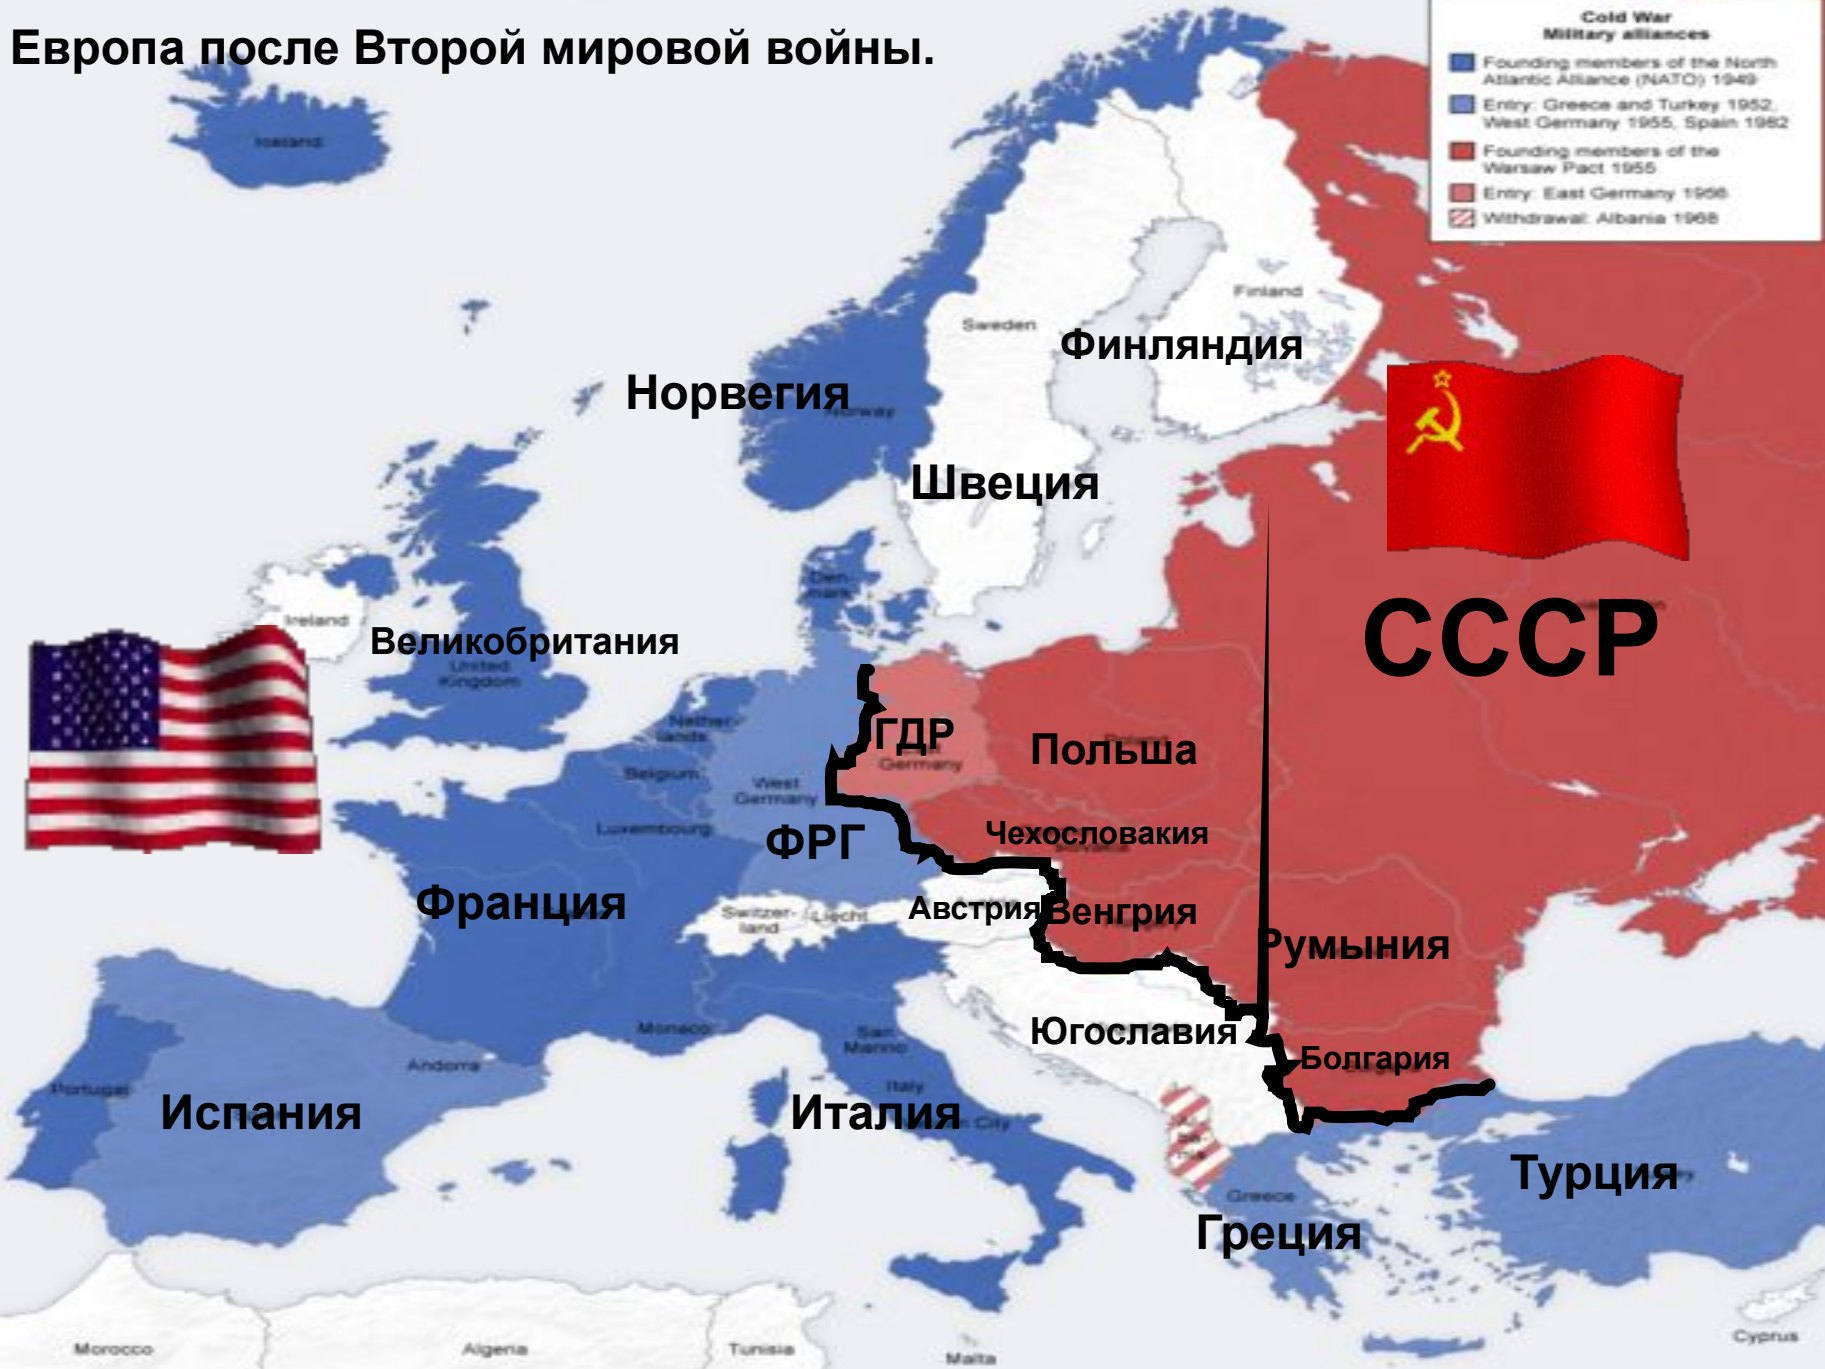 Европа после Второй мировой войны.
Cold War
Military alliances
Founding members of the North
Atlantic Alliance (NATO) 1949
Entry: Greece and Turkey 1952,
West Germany 1955, Spain 1982
Founding members of the
Warsaw Pact 1955
Entry: East Germany 1956
Withdrawal: Albania 1968
Iceland
Finland
Sweden
Финляндия
Норвегия
Norway
Швеция
Den-
mark
СССР
Ireland
Великобритания
United
Kingdom
Nether-
lands
ГДР
East
Germany
Польша
Poland
Belgium
West
Germany
Luxembourg
ФРГ
Чехословакия
Франция
Switzer-
land
Liecht
Австрия
Венгрия
Румыния
Monaco
San
Marino
Югославия
Andorra
Болгария
Portugal
Испания
Italy
Италия
Vatican City
Турция
Greece
Греция
Morocco
Algeria
Tunisia
Malta
Cyprus